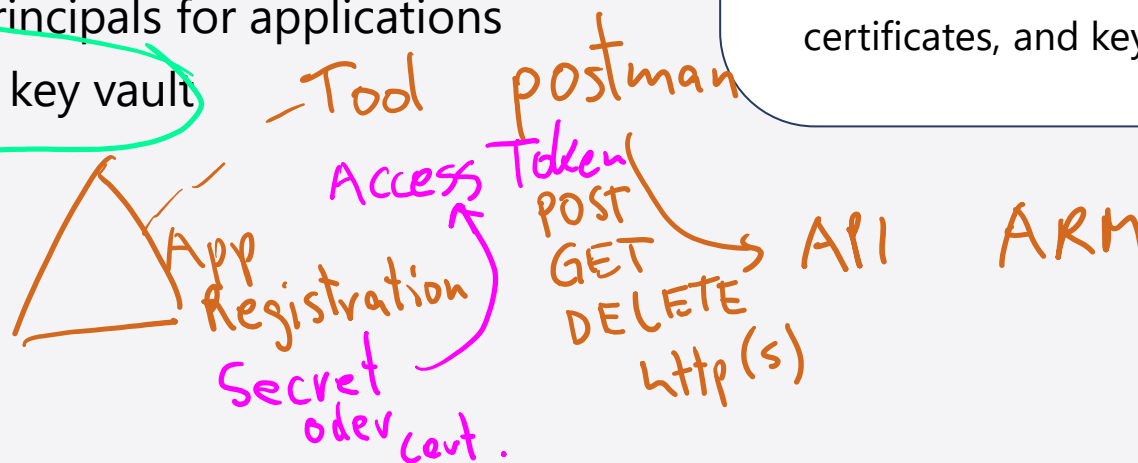 rincipals for applications
key vault
certificates, and key
- Tool postman
Access Token
POST
GET
DELETE
http(s)
API ARM
App
Registration
Secret
oder cert.